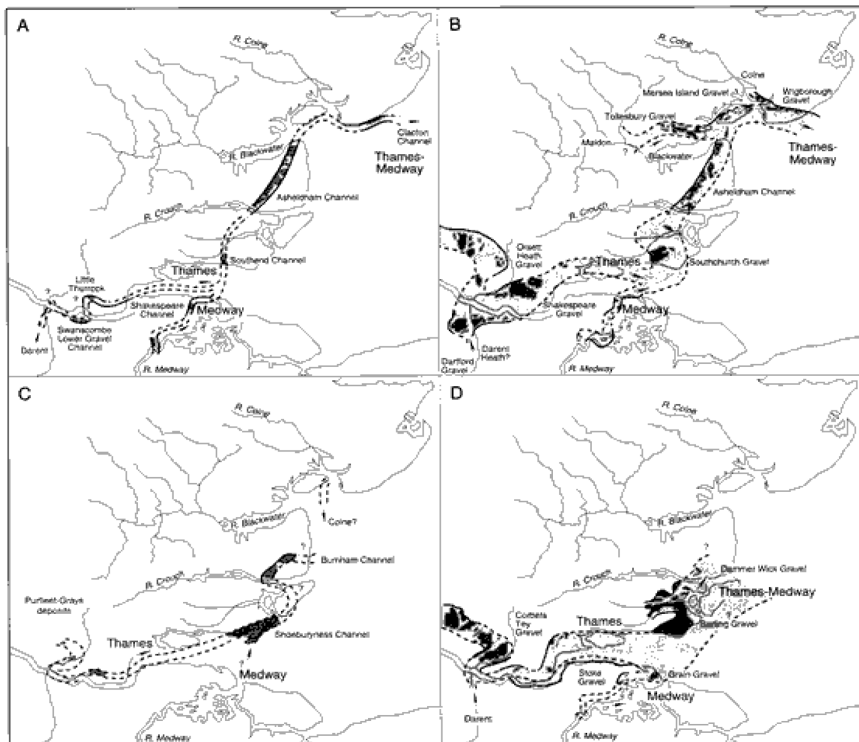 A
R. Colne
Clacton
Channel
Thames-
Medway
R. Blackwater
Asheldham Channel
R. Crouch
Southend Channel
Thames
Little
Thurrock
?
?
Shakespeare
Channel
Medway
Swanscombe
Lower Gravel
Channel
Darent
R. Medway
B
R. Colne
Colne
Mersea Island Gravel
Wigborough
Gravel
Tollesbury Gravel
Maldon
?
Blackwater
Thames-
Medway
Asheldham Channel
R. Crouch
Orsett
Heath
Gravel
Thames
Southchurch Gravel
Shakespeare
Gravel
Medway
Dartford
Gravel
Darent
Heath?
R. Medway
C
R. Colne
Colne?
R. Blackwater
?
Burnham Channel
R. Crouch
Purfleet-Grays
deposits
Thames
Shoeburyness Channel
Medway
R. Medway
D
R. Colne
R. Blackwater
?
Dammer Wick Gravel
R. Crouch
Thames-Medway
Corbets
Tey
Gravel
Thames
Barling Gravel
Stoke
Gravel
Grain Gravel
Medway
Darent
R. Medway